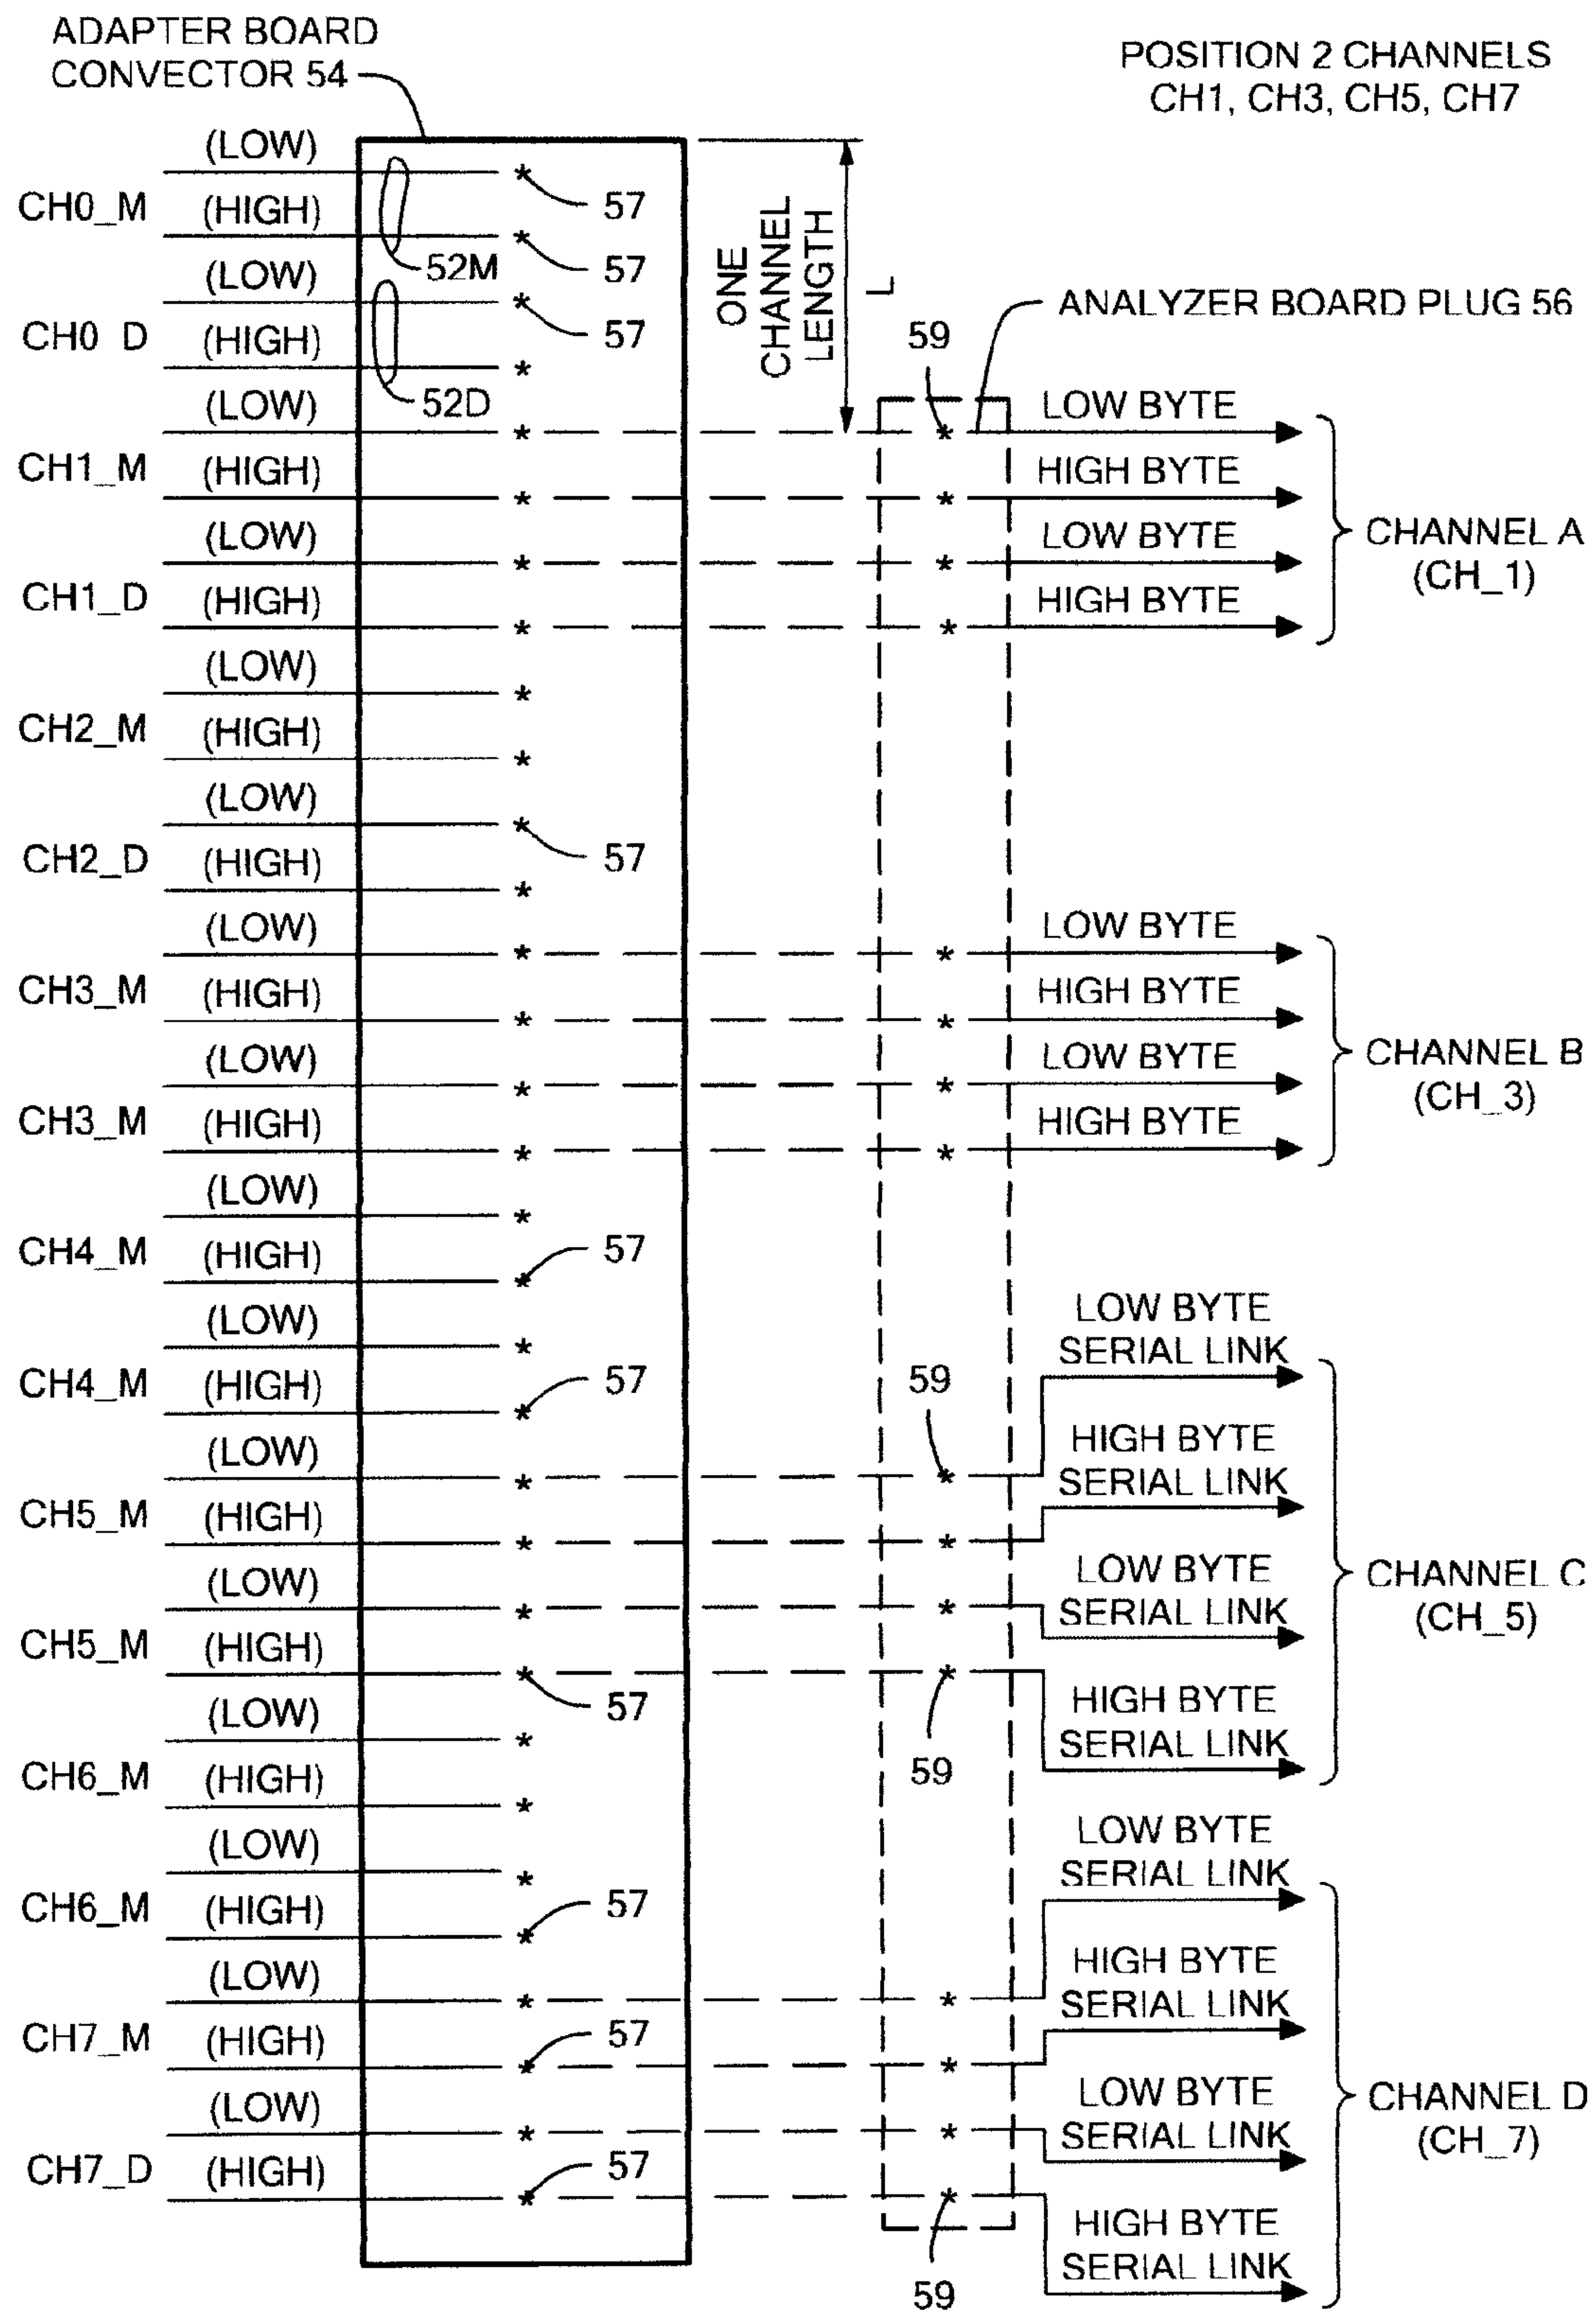 ADAPTER BOARD
CONVECTOR 54
POSITION 2 CHANNELS
CH1, CH3, CH5, CH7
(LOW)
CH0_M (HIGH)
57
57
52M
(LOW)
CH0 D (HIGH)
57
52D
ONE
CHANNEL
LENGTH
L
59
ANALYZER BOARD PLUG 56
(LOW)
LOW BYTE
CH1_M (HIGH)
HIGH BYTE
(LOW)
LOW BYTE
CH1_D (HIGH)
HIGH BYTE
CHANNEL A
(CH_1)
(LOW)
CH2_M (HIGH)
(LOW)
CH2_D (HIGH)
57
(LOW)
LOW BYTE
CH3_M (HIGH)
HIGH BYTE
(LOW)
LOW BYTE
CH3_M (HIGH)
HIGH BYTE
CHANNEL B
(CH_3)
(LOW)
CH4_M (HIGH)
57
(LOW)
CH4_M (HIGH)
57
59
LOW BYTE
SERIAL LINK
(LOW)
HIGH BYTE
SERIAL LINK
CH5_M (HIGH)
(LOW)
LOW BYTE
SERIAL LINK
CH5_M (HIGH)
57
59
HIGH BYTE
SERIAL LINK
CHANNEL C
(CH_5)
(LOW)
CH6_M (HIGH)
(LOW)
CH6_M (HIGH)
57
LOW BYTE
SERIAL LINK
(LOW)
HIGH BYTE
SERIAL LINK
CH7_M (HIGH)
57
(LOW)
LOW BYTE
SERIAL LINK
CH7_D (HIGH)
57
59
HIGH BYTE
SERIAL LINK
CHANNEL D
(CH_7)